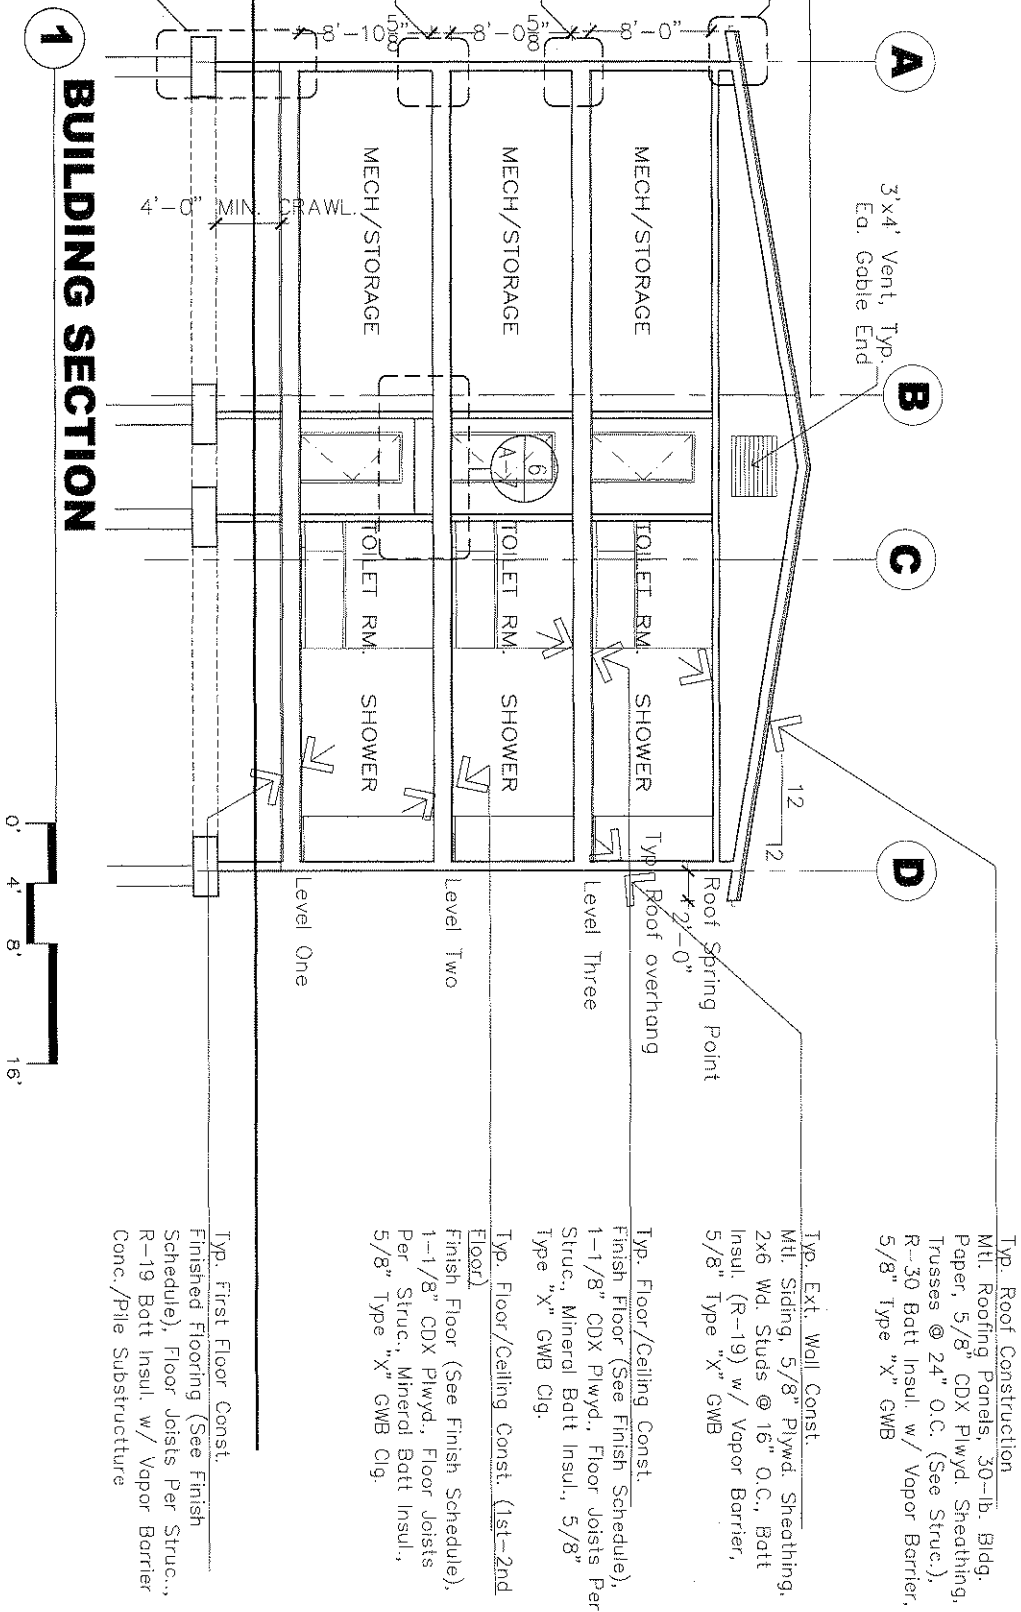 A
B
C
D
3'x4' Vent, Typ.
Ea. Gable End
12
2
Roof Spring Point
2'-0"
Typ. Roof overhang
8'-0"
8'-0 5/8"
8'-10 5/8"
MECH/STORAGE
TOILET RM.
SHOWER
Level Three
MECH/STORAGE
6
A-7
TOILET RM.
SHOWER
Level Two
MECH/STORAGE
TOILET RM.
SHOWER
Level One
4'-0" MIN. CRAWL.
Typ. Roof Construction
Mtl. Roofing Panels, 30-lb. Bldg.
Paper, 5/8" CDX Plwyd. Sheathing,
Trusses @ 24" O.C. (See Struc.),
R-30 Batt Insul. w/ Vapor Barrier,
5/8" Type "X" GWB
Typ. Ext. Wall Const.
Mtl. Siding, 5/8" Plywd. Sheathing,
2x6 Wd. Studs @ 16" O.C., Batt
Insul. (R-19) w/ Vapor Barrier,
5/8" Type "X" GWB
Typ. Floor/Ceiling Const.
Finish Floor (See Finish Schedule),
1-1/8" CDX Plwyd., Floor Joists Per
Struc., Mineral Batt Insul., 5/8"
Type "X" GWB Clg.
Typ. Floor/Ceiling Const. (1st-2nd
Floor)
Finish Floor (See Finish Schedule),
1-1/8" CDX Plwyd., Floor Joists
Per Struc., Mineral Batt Insul.,
5/8" Type "X" GWB Clg.
Typ. First Floor Const.
Finished Flooring (See Finish
Schedule), Floor Joists Per Struc.,,
R-19 Batt Insul. w/ Vapor Barrier
Conc./Pile Substructture
1 BUILDING SECTION
0' 4' 8' 16'